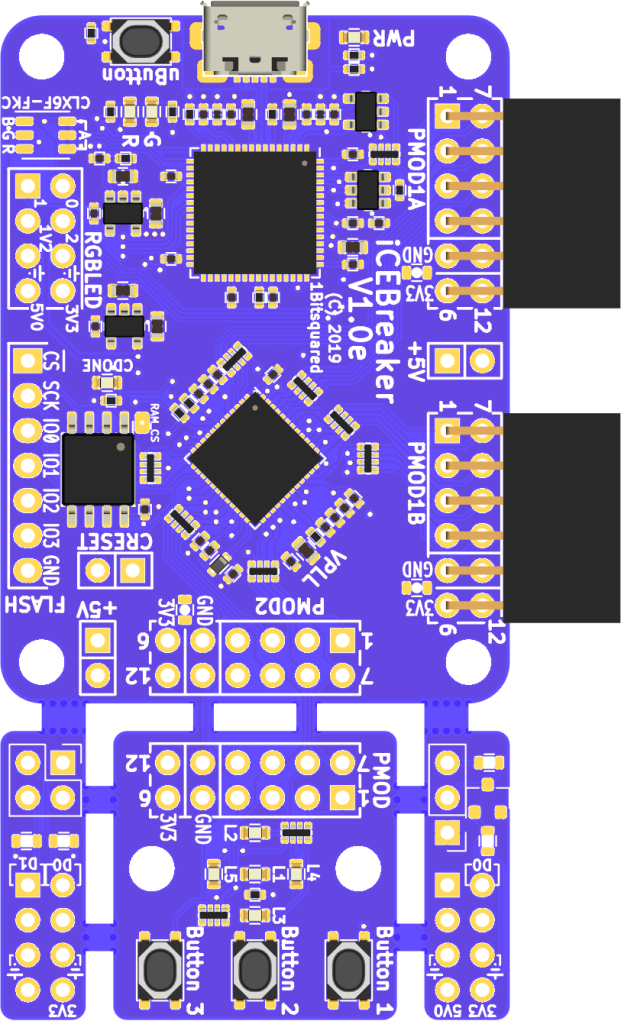 PWR
uButton
CLX6F-FKC
B-G-R
R
G
1
7
PMOD1A
GND
3V3
6
12
1
0
1V2
2
RGBLED
5V0
3V3
iCEBreaker
V1.0e
(C) 2019
1Bitsquared
+5V
CDONE
CS
SCK
IO0
IO1
IO2
IO3
GND
FLASH
RAM_CS
CRESET
VPLL
1
7
PMOD1B
GND
3V3
6
12
+5V
3V3
GND
PMOD2
6
1
12
7
12
7
PMOD
6
1
3V3
GND
L2
L5
L1
L4
L3
D1
D0
3V3
D0
5V0
3V3
Button 3
Button 2
Button 1